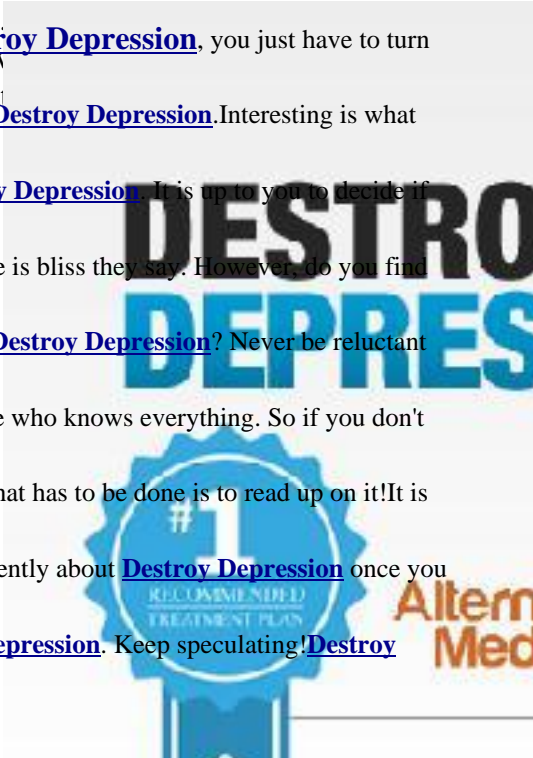 roy Depression, you just have to turn
Destroy Depression.Interesting is what
y Depression. It is up to you to decide if
DESTRO
e is bliss they say. However, do you find
DEPRES
Destroy Depression? Never be reluctant
e who knows everything. So if you don't
hat has to be done is to read up on it!It is
#1
ently about Destroy Depression once you
RECOMMENDED
TREATMENT PLAN
Altern
epression. Keep speculating!Destroy
Med